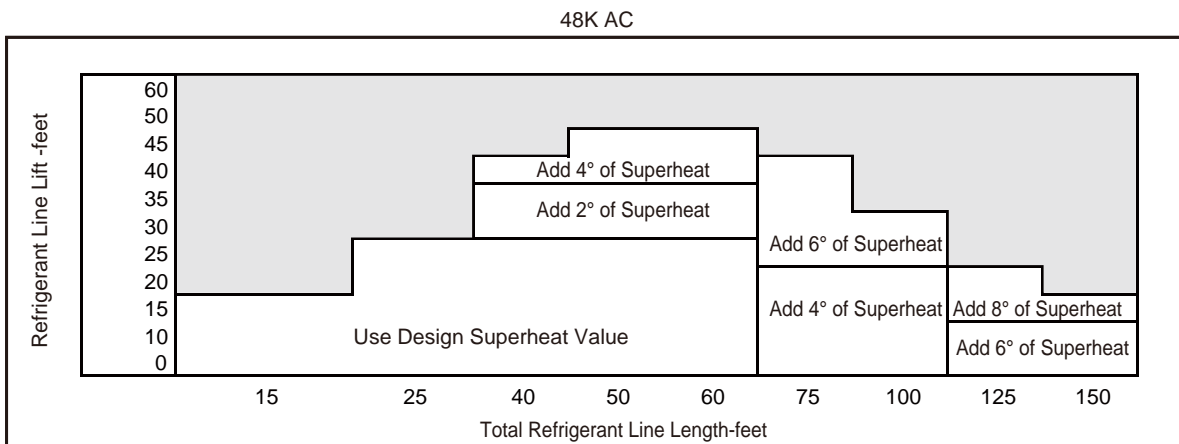 48K AC
Refrigerant Line Lift -feet
60
50
45
40
35
30
25
20
15
10
0
Add 4° of Superheat
Add 2° of Superheat
Add 6° of Superheat
Use Design Superheat Value
Add 4° of Superheat
Add 8° of Superheat
Add 6° of Superheat
15 25 40 50 60 75 100 125 150
Total Refrigerant Line Length-feet